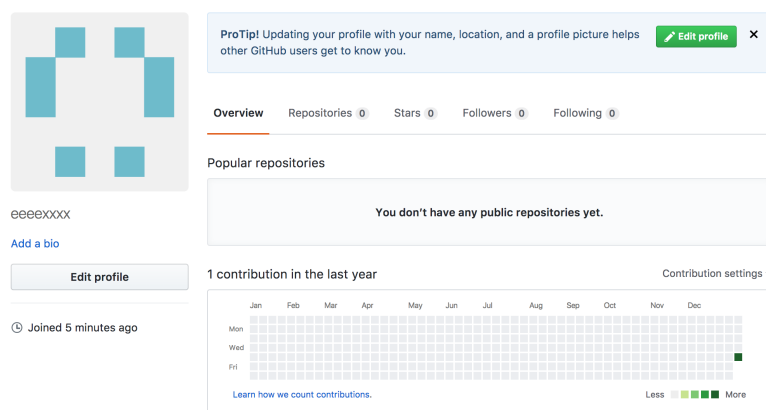 ProTip! Updating your profile with your name, location, and a profile picture helps
other GitHub users get to know you.
Edit profile
Overview Repositories 0 Stars 0 Followers 0 Following 0
Popular repositories
You don't have any public repositories yet.
eeeexxxx
Add a bio
Edit profile
Joined 5 minutes ago
1 contribution in the last year
Contribution settings
Jan Feb Mar Apr May Jun Jul Aug Sep Oct Nov Dec
Mon
Wed
Fri
Learn how we count contributions.
Less More